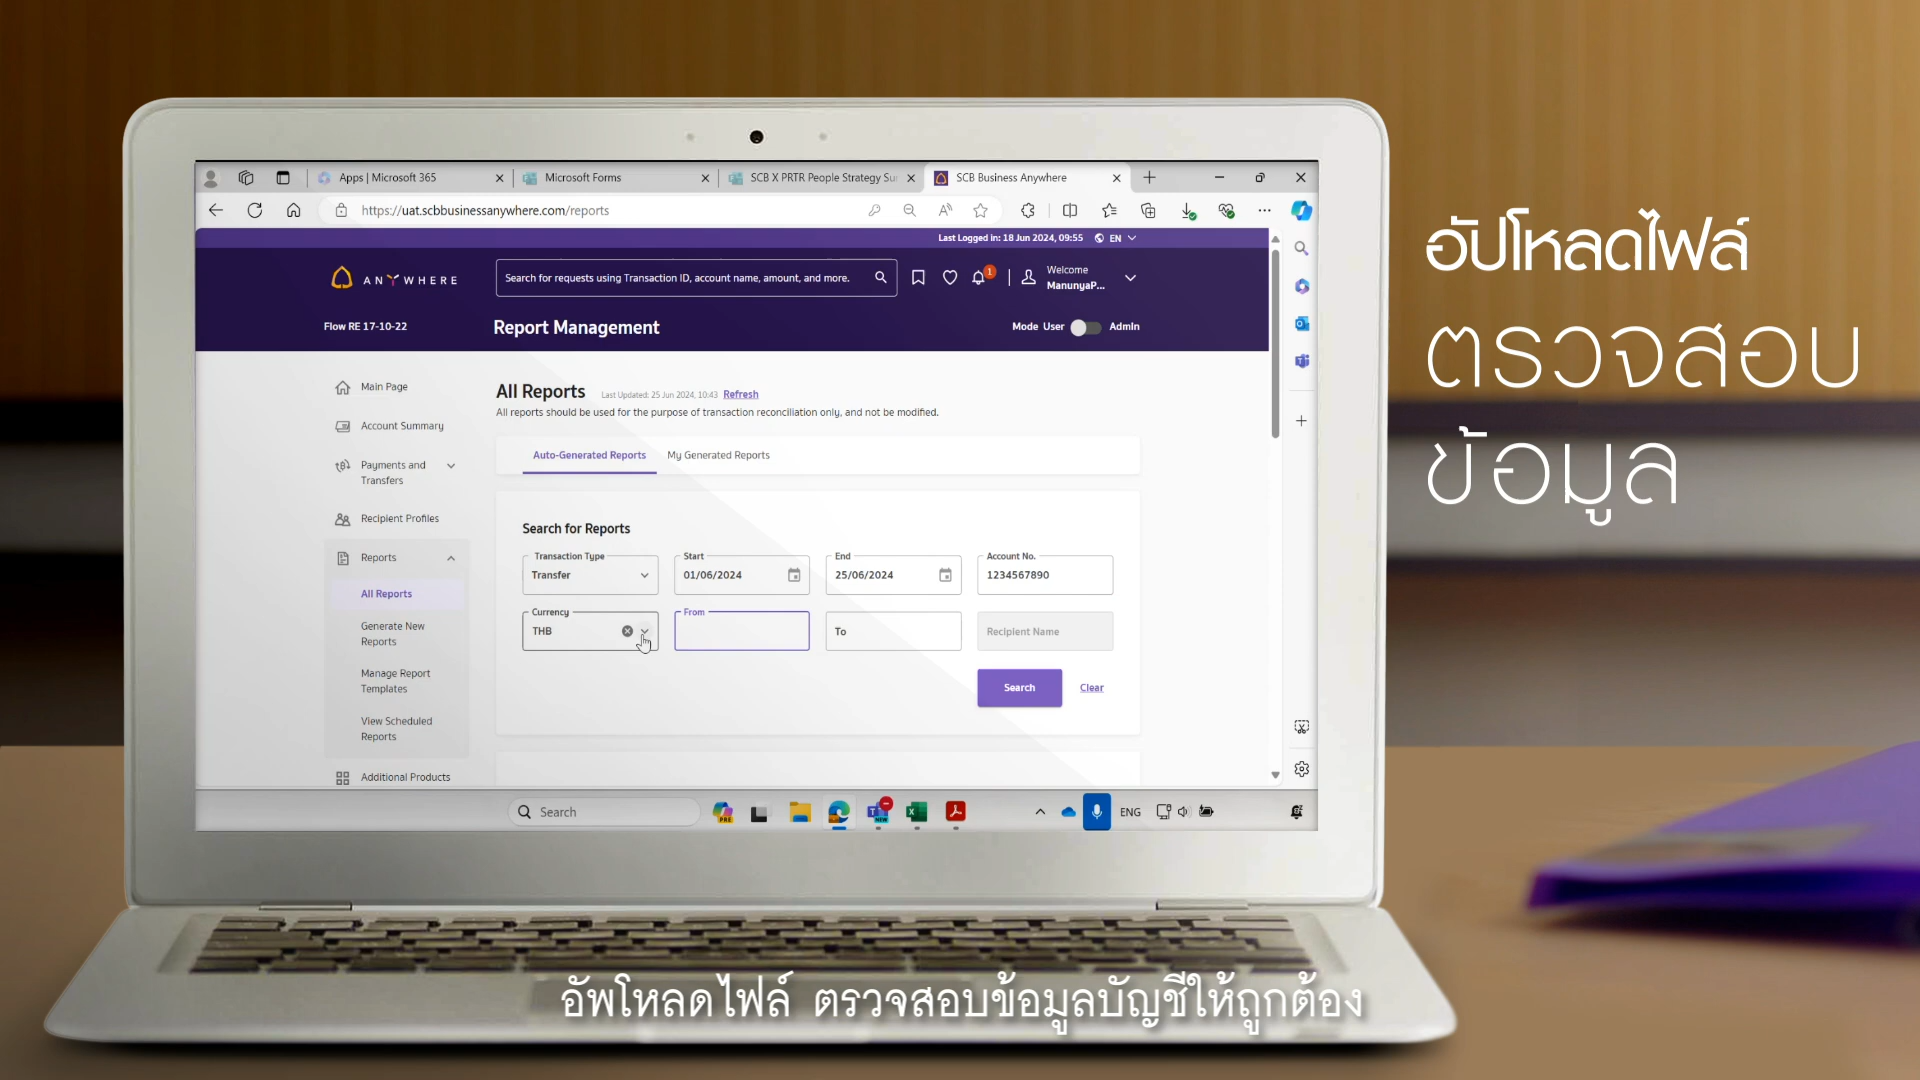 Apps | Microsoft 365
Microsoft Forms
SCB X PRTR People Strategy Su
SCB Business Anywhere
https://uat.scbbusinessanywhere.com/reports
Last Logged in: 18 Jun 2024, 09:55 EN
ANYWHERE
Search for requests using Transaction ID, account name, amount, and more.
1
Welcome
ManunyaP...
Flow RE 17-10-22
Report Management
Mode User Admin
Main Page
Account Summary
Payments and
Transfers
Recipient Profiles
Reports
All Reports
Generate New
Reports
Manage Report
Templates
View Scheduled
Reports
Additional Products
All Reports Last Updated: 25 Jun 2024, 10:43 Refresh
All reports should be used for the purpose of transaction reconciliation only, and not be modified.
Auto-Generated Reports My Generated Reports
Search for Reports
Transaction Type
Transfer
Start
01/06/2024
End
25/06/2024
Account No.
1234567890
Currency
THB
From
To
Recipient Name
Search Clear
Search
PRE
NEW
ENG
อัปโหลดไฟล์
ตรวจสอบ
ข้อมูล
อัพโหลดไฟล์ ตรวจสอบข้อมูลบัญชีให้ถูกต้อง